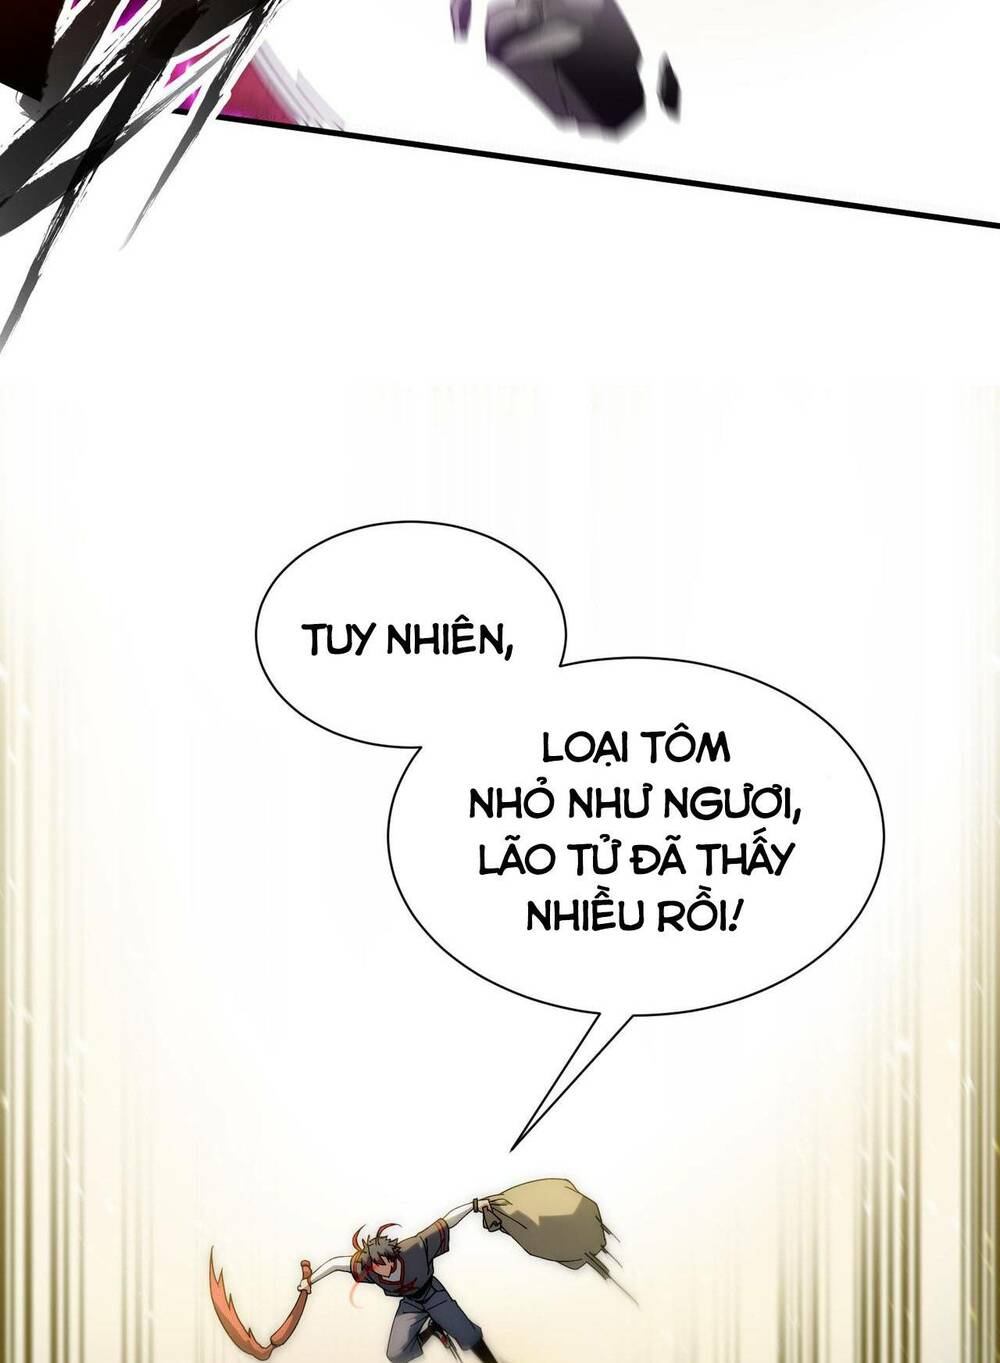 TUY NHIÊN,
LOẠI TÔM
NHỎ NHƯ NGƯƠI,
LÃO TỬ ĐÃ THẤY
NHIỀU RỒI!